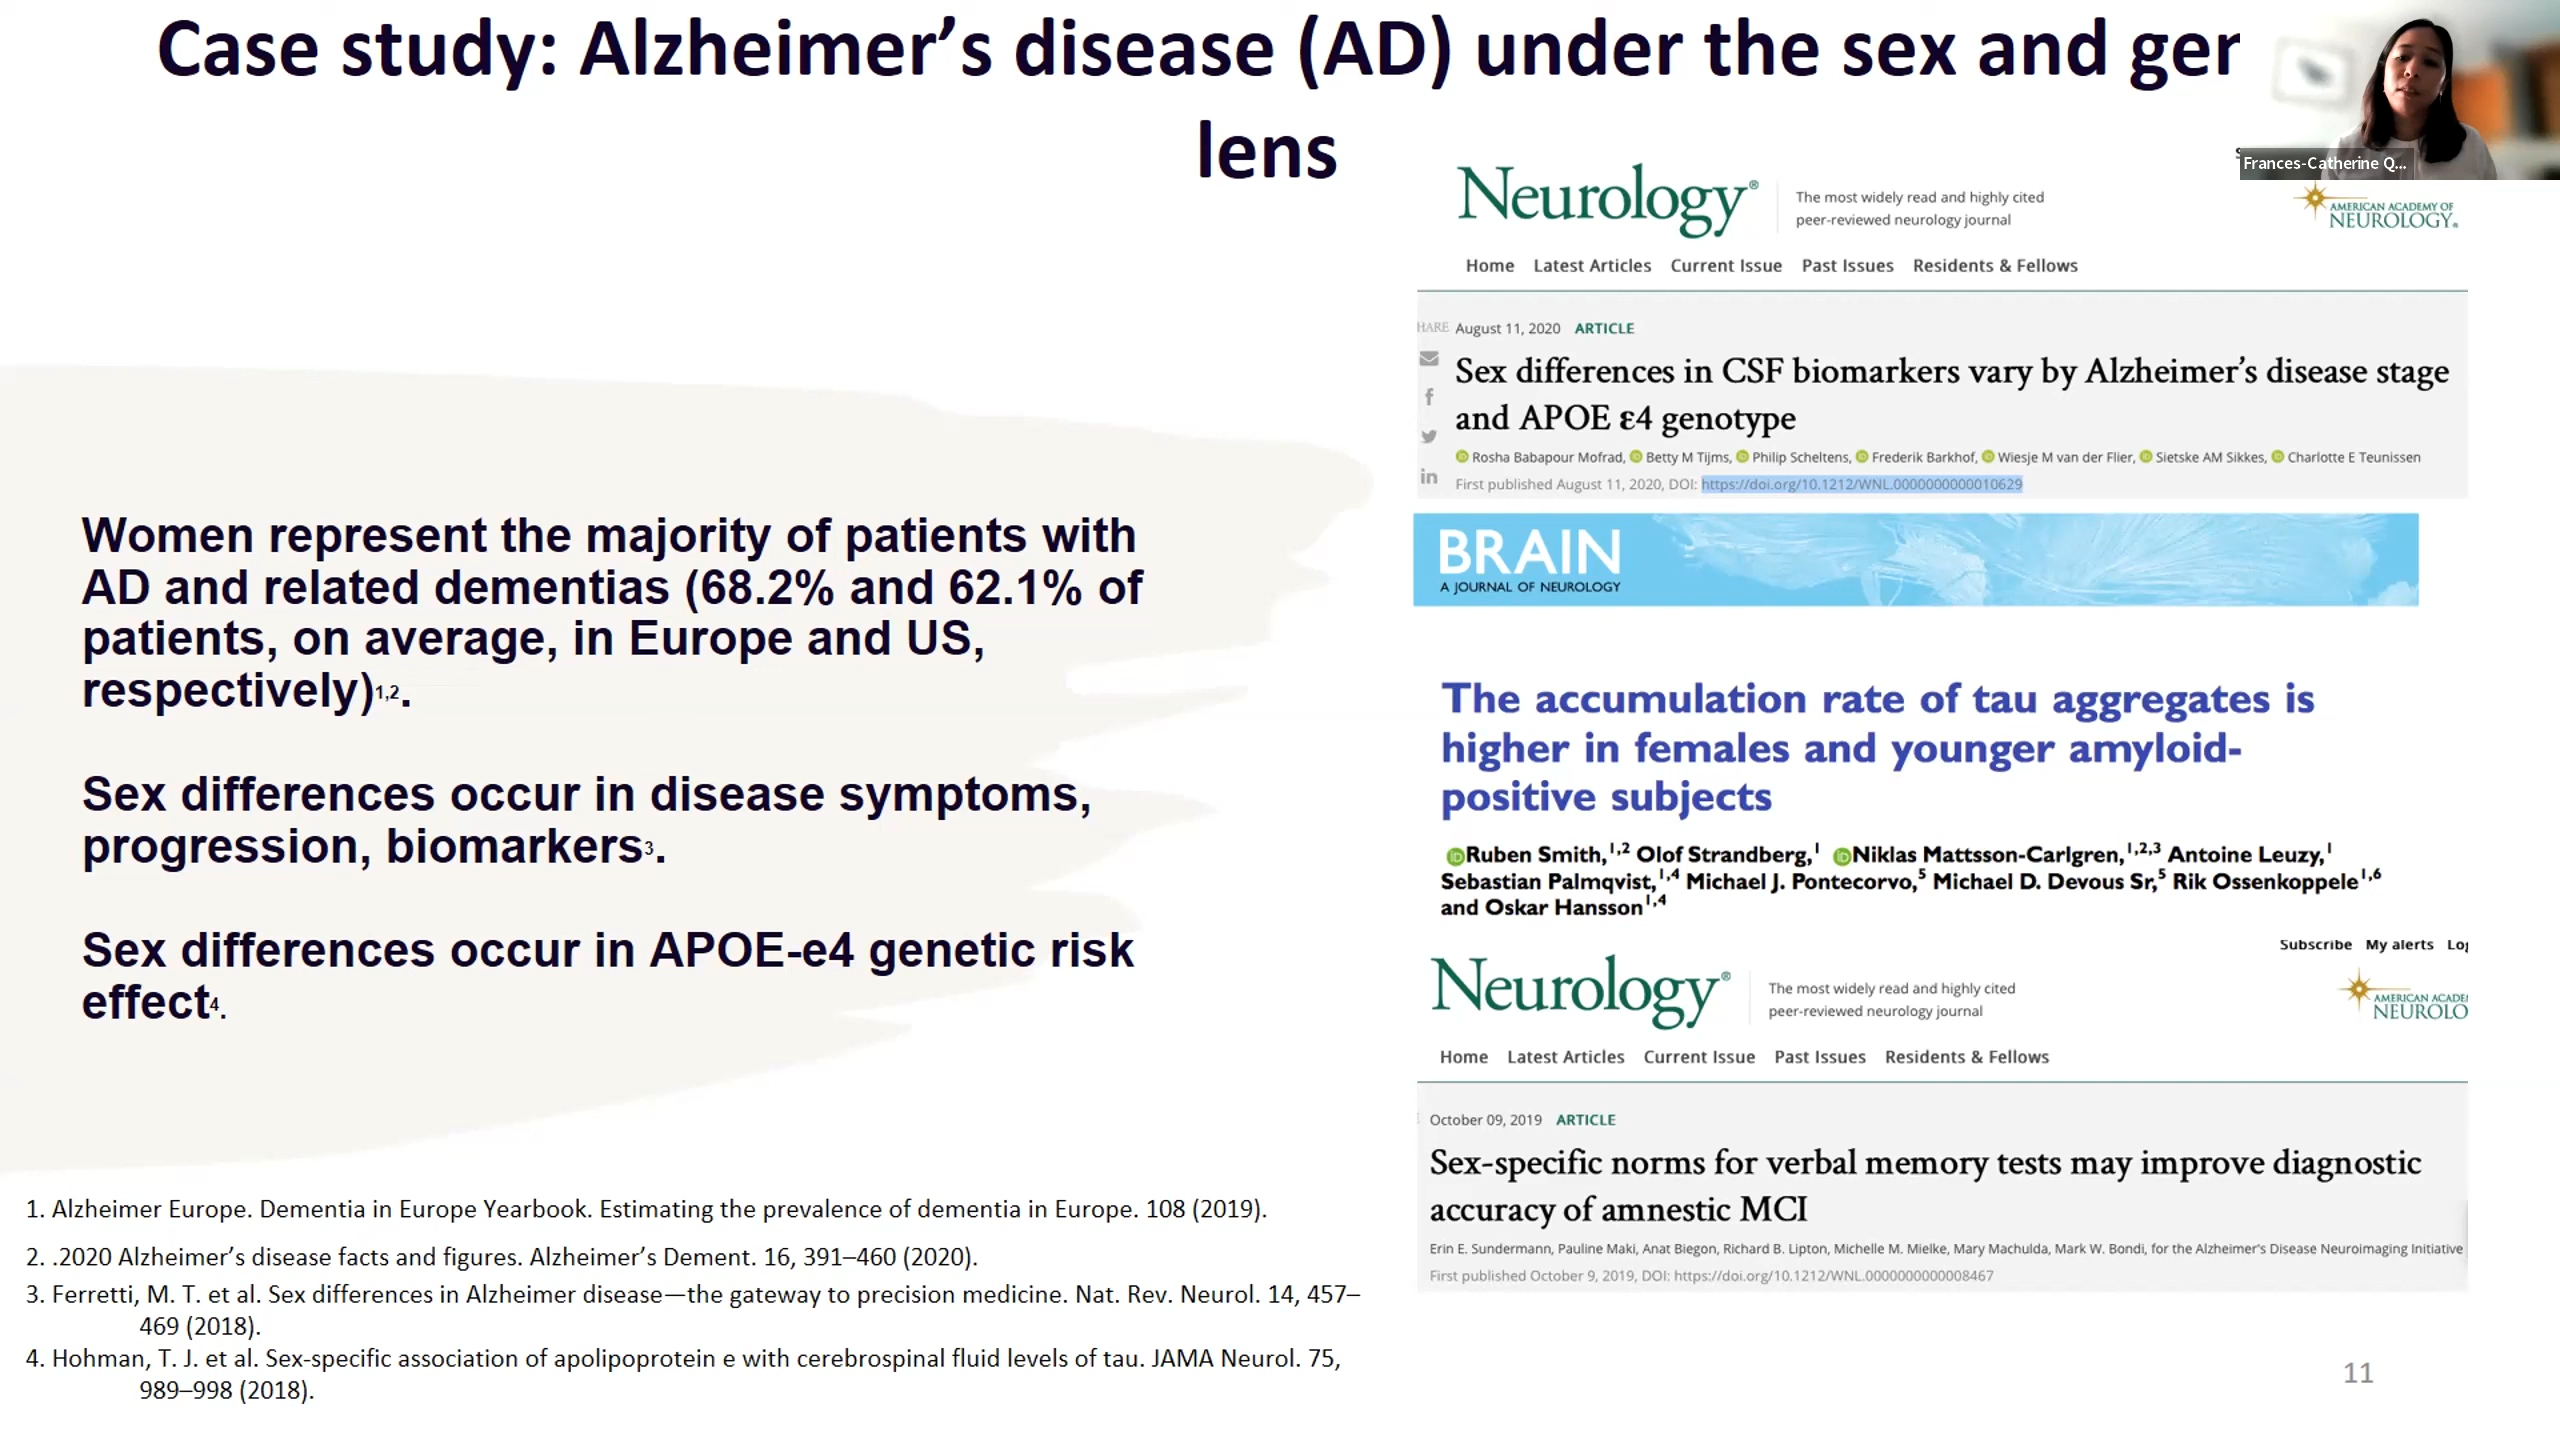 Case study: Alzheimer’s disease (AD) under the sex and ger
lens
Frances-Catherine Q...
Women represent the majority of patients with
AD and related dementias (68.2% and 62.1% of
patients, on average, in Europe and US,
respectively)1,2.
Sex differences occur in disease symptoms,
progression, biomarkers3.
Sex differences occur in APOE-e4 genetic risk
effect4.
1. Alzheimer Europe. Dementia in Europe Yearbook. Estimating the prevalence of dementia in Europe. 108 (2019).
2. .2020 Alzheimer’s disease facts and figures. Alzheimer’s Dement. 16, 391–460 (2020).
3. Ferretti, M. T. et al. Sex differences in Alzheimer disease—the gateway to precision medicine. Nat. Rev. Neurol. 14, 457–
469 (2018).
4. Hohman, T. J. et al. Sex-specific association of apolipoprotein e with cerebrospinal fluid levels of tau. JAMA Neurol. 75,
989–998 (2018).
Neurology®
The most widely read and highly cited
peer-reviewed neurology journal
AMERICAN ACADEMY OF
NEUROLOGY®
Home Latest Articles Current Issue Past Issues Residents & Fellows
HARE
August 11, 2020 ARTICLE
Sex differences in CSF biomarkers vary by Alzheimer’s disease stage
and APOE ε4 genotype
Rosha Babapour Mofrad, Betty M Tijms, Philip Scheltens, Frederik Barkhof, Wiesje M van der Flier, Sietske AM Sikkes, Charlotte E Teunissen
First published August 11, 2020, DOI: https://doi.org/10.1212/WNL.0000000000010629
BRAIN
A JOURNAL OF NEUROLOGY
The accumulation rate of tau aggregates is
higher in females and younger amyloid-
positive subjects
Ruben Smith,1,2 Olof Strandberg,1 Niklas Mattsson-Carlgren,1,2,3 Antoine Leuzy,1
Sebastian Palmqvist,1,4 Michael J. Pontecorvo,5 Michael D. Devous Sr,5 Rik Ossenkoppele1,6
and Oskar Hansson1,4
Subscribe My alerts Log
Neurology®
The most widely read and highly cited
peer-reviewed neurology journal
AMERICAN ACADE
NEUROLO
Home Latest Articles Current Issue Past Issues Residents & Fellows
October 09, 2019 ARTICLE
Sex-specific norms for verbal memory tests may improve diagnostic
accuracy of amnestic MCI
Erin E. Sundermann, Pauline Maki, Anat Biegon, Richard B. Lipton, Michelle M. Mielke, Mary Machulda, Mark W. Bondi, for the Alzheimer's Disease Neuroimaging Initiative
First published October 9, 2019, DOI: https://doi.org/10.1212/WNL.0000000000008467
11